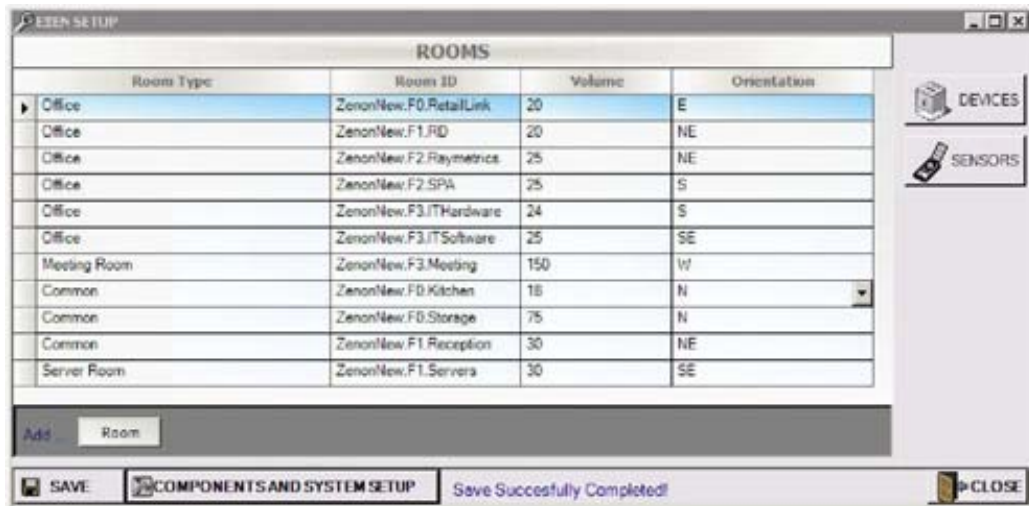 EXEN SETUP
ROOMS
Room Type Room ID Volume Orientation
Office ZenonNew.F0.RetailLink 20 E
Office ZenonNew.F1.RD 20 NE
Office ZenonNew.F2.Raymetrics 25 NE
Office ZenonNew.F2.SPA 25 S
Office ZenonNew.F3.ITHardware 24 S
Office ZenonNew.F3.ITSoftware 25 SE
Meeting Room ZenonNew.F3.Meeting 150 W
Common ZenonNew.F0.Kitchen 18 N
Common ZenonNew.F0.Storage 75 N
Common ZenonNew.F1.Reception 30 NE
Server Room ZenonNew.F1.Servers 30 SE
DEVICES
SENSORS
Add ... Room
SAVE COMPONENTS AND SYSTEM SETUP Save Succesfully Completed! CLOSE